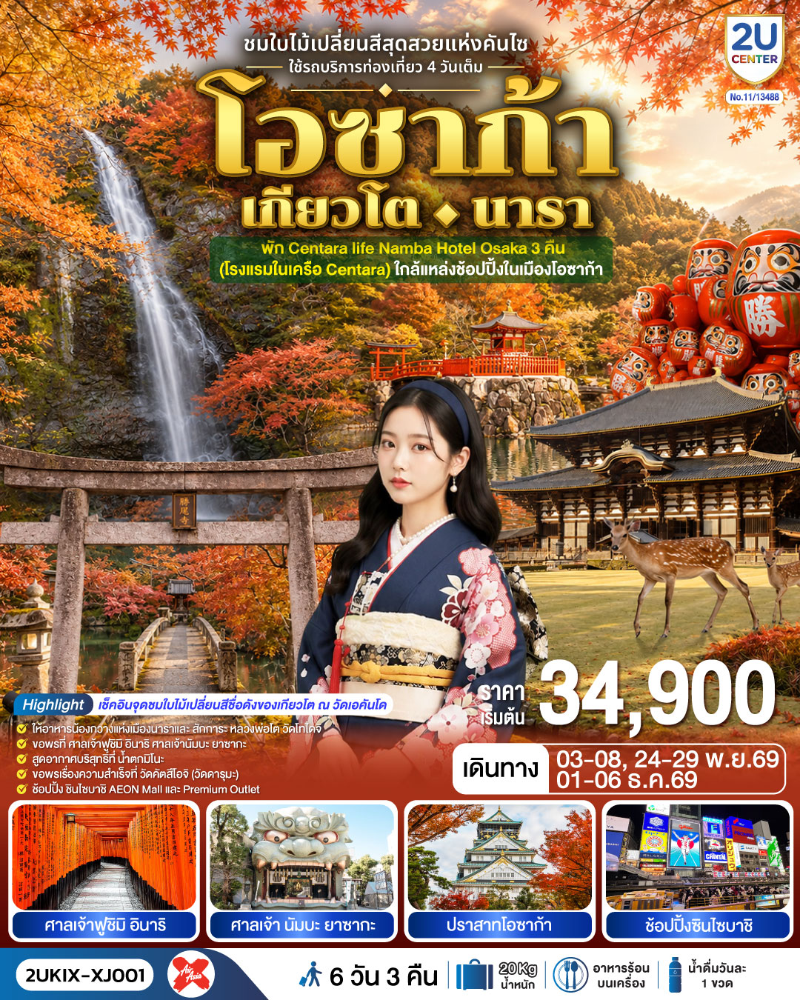 ชมใบไม้เปลี่ยนสีสุดสวยแห่งคันไซ
ใช้รถบริการท่องเที่ยว 4 วันเต็ม
2U
CENTER
No.11/13488
โอซาก้า
เกียวโต ◆ นารา
พัก Centara life Namba Hotel Osaka 3 คืน
(โรงแรมในเครือ Centara) ใกล้แหล่งช้อปปิ้งในเมืองโอซาก้า
勝
勝尾寺
ราคา
เริ่มต้น
34,900
Highlight เช็คอินจุดชมใบไม้เปลี่ยนสีชื่อดังของเกียวโต ณ วัดเอคันโด
ให้อาหารน้องกวางแห่งเมืองนาราและ สักการะ หลวงพ่อโต วัดโทไดจิ
ขอพรที่ ศาลเจ้าฟูชิมิ อินาริ ศาลเจ้านัมบะ ยาซากะ
สูดอากาศบริสุทธิ์ที่ น้ำตกมิโนะ
ขอพรเรื่องความสำเร็จที่ วัดคัตสึโอจิ (วัดดารุมะ)
ช้อปปิ้ง ชินไซบาชิ AEON Mall และ Premium Outlet
เดินทาง
03-08, 24-29 พ.ย.69
01-06 ธ.ค.69
ศาลเจ้าฟูชิมิ อินาริ
ศาลเจ้า นัมบะ ยาซากะ
ปราสาทโอซาก้า
ช้อปปิ้งชินไซบาชิ
2UKIX-XJ001
Air Asia
X
6 วัน 3 คืน
20Kg
น้ำหนัก
อาหารร้อน
บนเครื่อง
น้ำดื่มวันละ
1 ขวด